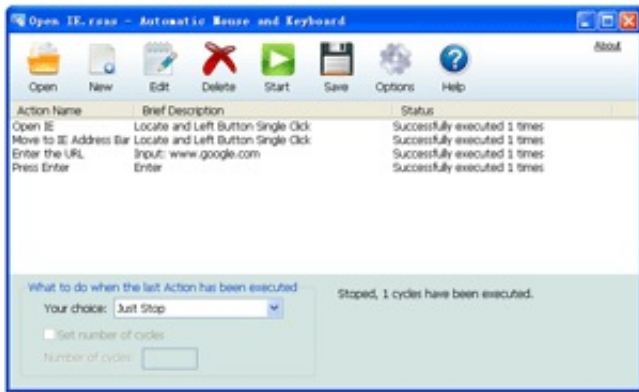 Open IE.rsas - Automatic Mouse and Keyboard
About
Open New Edit Delete Start Save Options Help
Action Name Brief Description Status
Open IE Locate and Left Button Single Click Successfully executed 1 times
Move to IE Address Bar Locate and Left Button Single Click Successfully executed 1 times
Enter the URL Input: www.google.com Successfully executed 1 times
Press Enter Enter Successfully executed 1 times
What to do when the last Action has been executed
Your choice: Just Stop
Stoped, 1 cycles have been executed.
Set number of cycles
Number of cycles: